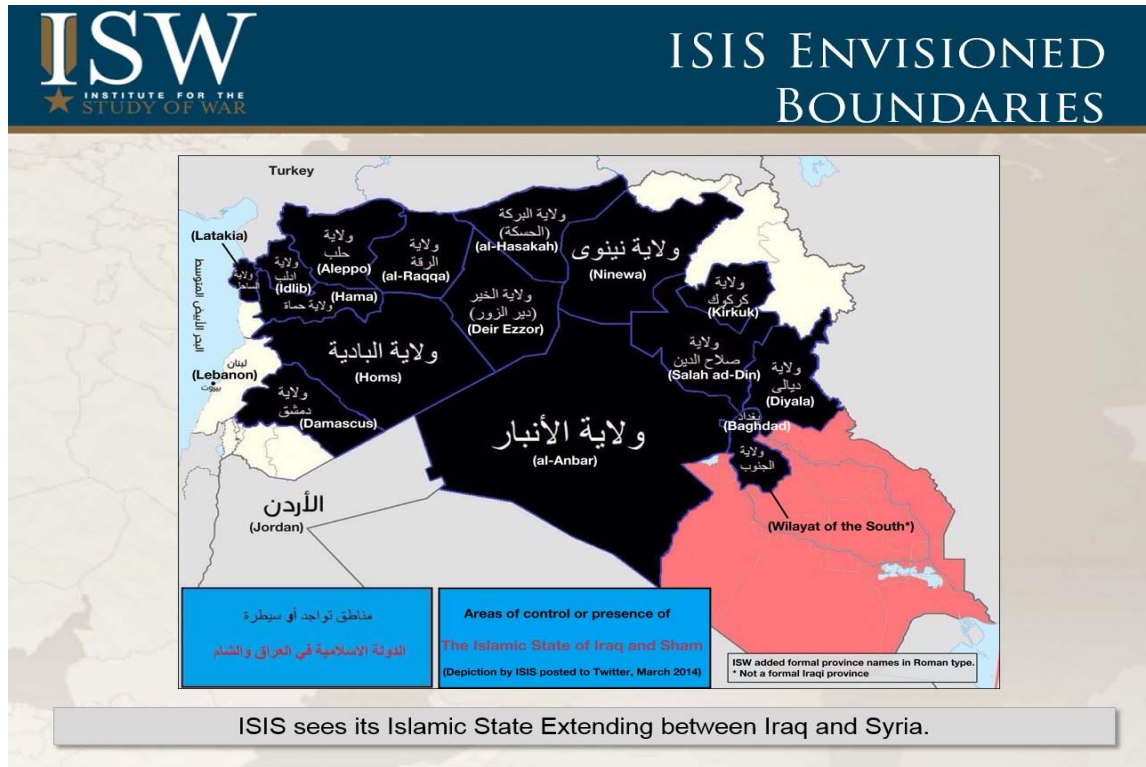 ISW
INSTITUTE FOR THE
STUDY OF WAR
ISIS ENVISIONED
BOUNDARIES
Turkey
(Latakia)
ولاية
الساحل
ولاية
ادلب
(Idlib)
ولاية
حلب
(Aleppo)
ولاية
الرقة
(al-Raqqa)
ولاية البركة
(الحسكة)
(al-Hasakah)
ولاية نينوى
(Ninewa)
(Hama)
ولاية حماة
ولاية الخير
(دير الزور)
(Deir Ezzor)
ولاية
كركوك
(Kirkuk)
البحر الأبيض المتوسط
ولاية البادية
(Homs)
ولاية
صلاح الدين
(Salah ad-Din)
ولاية
ديالى
(Diyala)
لبنان
(Lebanon)
بيروت
ولاية
دمشق
(Damascus)
بغداد
(Baghdad)
ولاية الأنبار
(al-Anbar)
ولاية
الجنوب
(Wilayat of the South*)
الأردن
(Jordan)
مناطق تواجد أو سيطرة
الدولة الاسلامية في العراق والشام
Areas of control or presence of
The Islamic State of Iraq and Sham
(Depiction by ISIS posted to Twitter, March 2014)
ISW added formal province names in Roman type.
* Not a formal Iraqi province
ISIS sees its Islamic State Extending between Iraq and Syria.